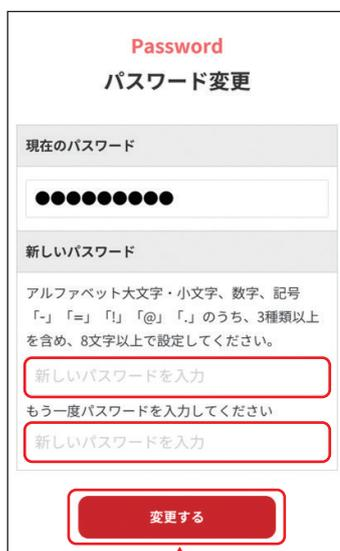 Password
パスワード変更
現在のパスワード
●●●●●●●●●
新しいパスワード
アルファベット大文字・小文字、数字、記号
「-」「=」「!」「@」「.」のうち、3種類以上
を含め、8文字以上で設定してください。
新しいパスワードを入力
もう一度パスワードを入力してください
新しいパスワードを入力
変更する